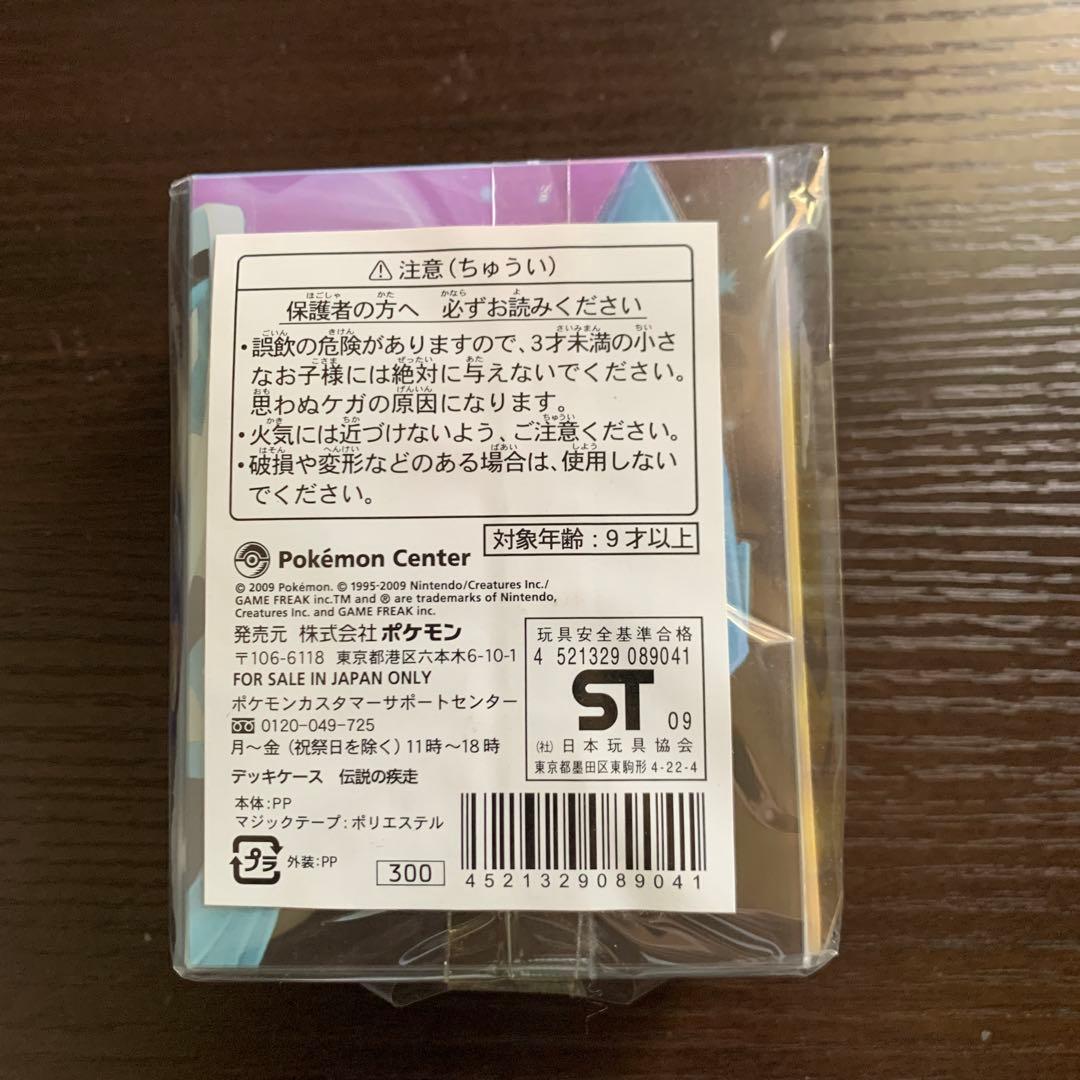 ⚠ 注意（ちゅうい）
保護者の方へ 必ずお読みください
・誤飲の危険がありますので、3才未満の小さ
なお子様には絶対に与えないでください。
思わぬケガの原因になります。
・火気には近づけないよう、ご注意ください。
・破損や変形などのある場合は、使用しない
でください。
対象年齢：9才以上
Pokémon Center
© 2009 Pokémon. © 1995-2009 Nintendo/Creatures Inc./
GAME FREAK inc.TM and ® are trademarks of Nintendo,
Creatures Inc. and GAME FREAK inc.
発売元 株式会社ポケモン
〒106-6118 東京都港区六本木6-10-1
FOR SALE IN JAPAN ONLY
ポケモンカスタマーサポートセンター
0120-049-725
月～金（祝祭日を除く）11時～18時
デッキケース 伝説の疾走
本体：PP
マジックテープ：ポリエステル
プラ 外装：PP
300
玩具安全基準合格
4 521329 089041
ST 09
（社）日本玩具協会
東京都墨田区東駒形 4-22-4
4521329089041